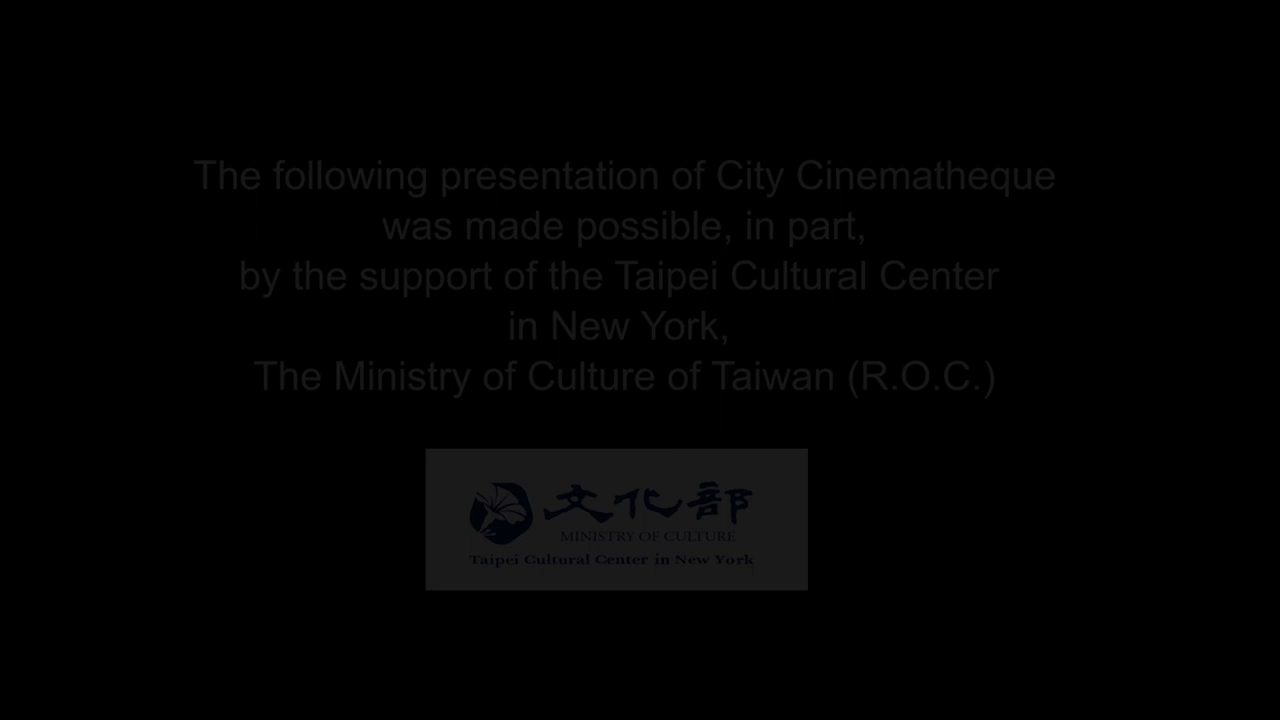 The following presentation of City Cinematheque
was made possible, in part,
by the support of the Taipei Cultural Center
in New York,
The Ministry of Culture of Taiwan (R.O.C.)
文化部
MINISTRY OF CULTURE
Taipei Cultural Center in New York